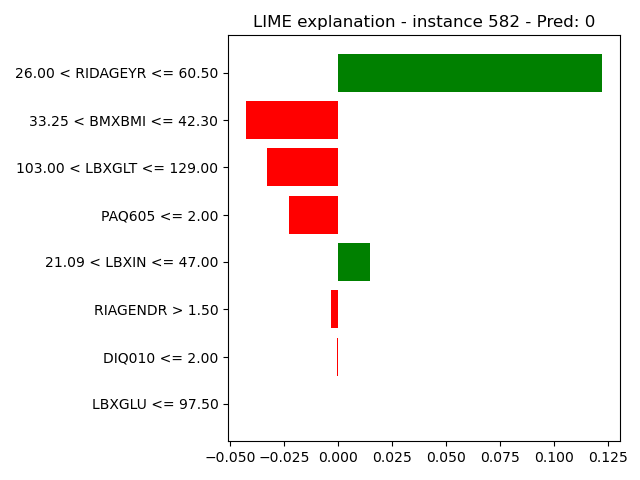 LIME explanation - instance 582 - Pred: 0
26.00 < RIDAGEYR <= 60.50
33.25 < BMXBMI <= 42.30
103.00 < LBXGLT <= 129.00
PAQ605 <= 2.00
21.09 < LBXIN <= 47.00
RIAGENDR > 1.50
DIQ010 <= 2.00
LBXGLU <= 97.50
−0.050 −0.025 0.000 0.025 0.050 0.075 0.100 0.125